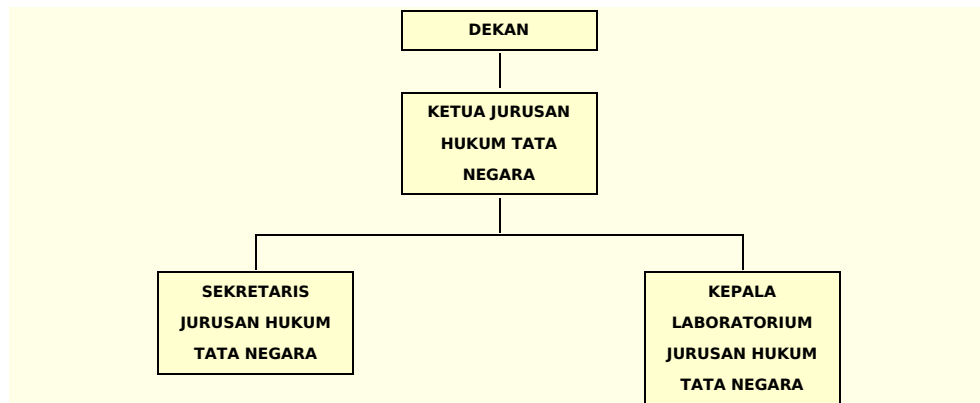 DEKAN
KETUA JURUSAN
HUKUM TATA
NEGARA
SEKRETARIS
JURUSAN HUKUM
TATA NEGARA
KEPALA
LABORATORIUM
JURUSAN HUKUM
TATA NEGARA